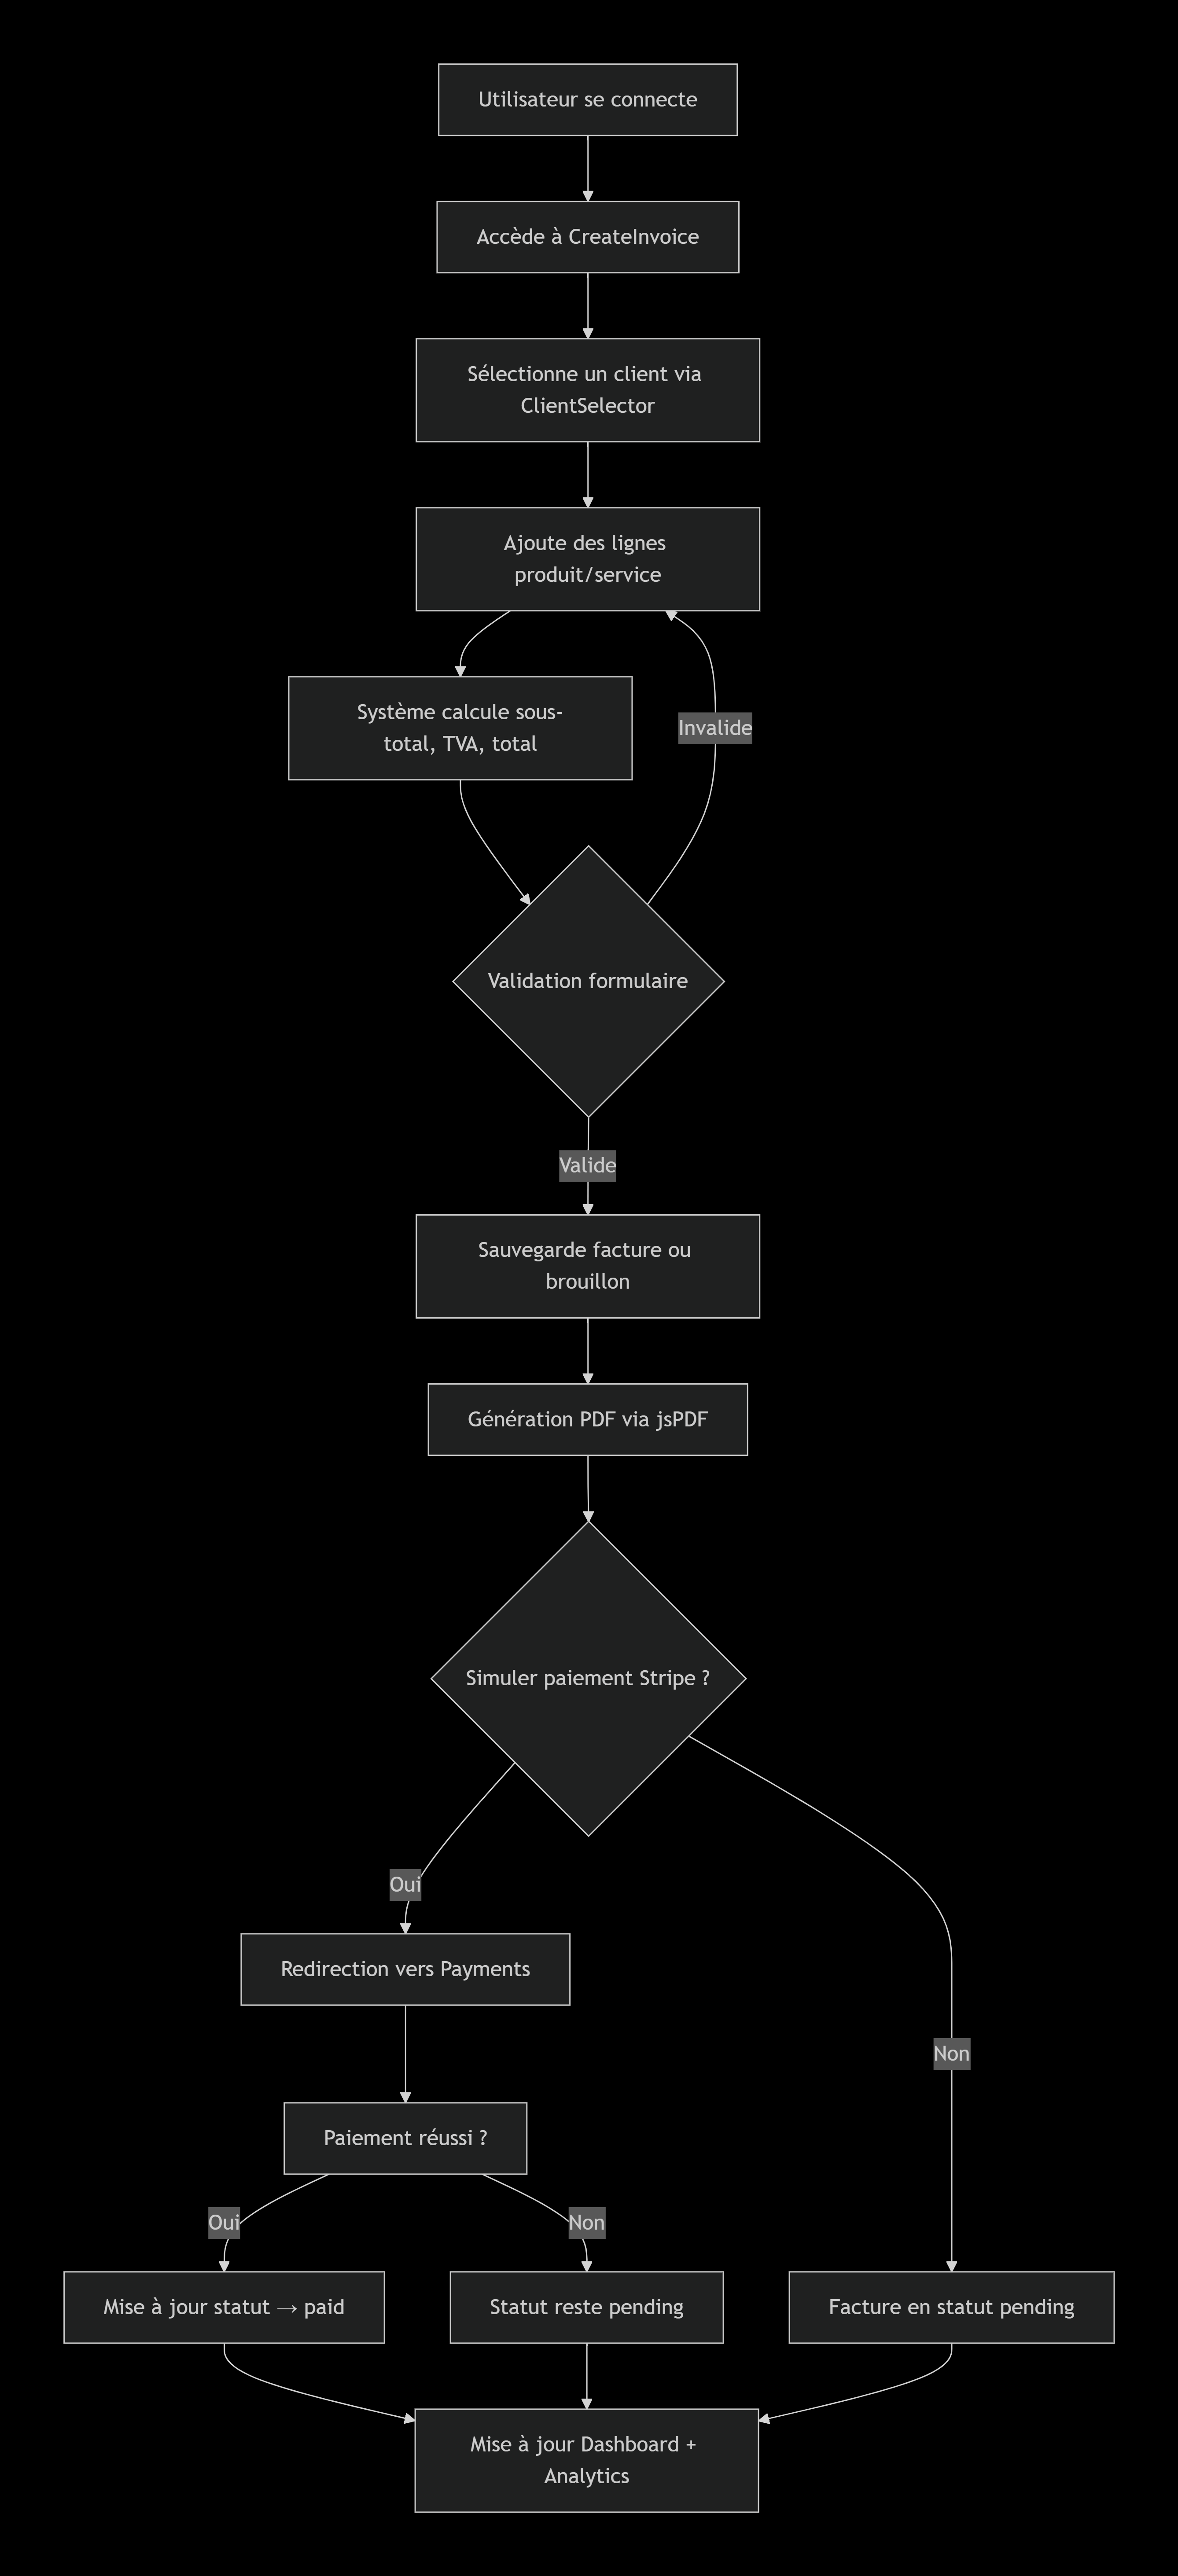 Utilisateur se connecte
Accède à CreateInvoice
Sélectionne un client via
ClientSelector
Ajoute des lignes
produit/service
Système calcule sous-
total, TVA, total
Invalide
Validation formulaire
Valide
Sauvegarde facture ou
brouillon
Génération PDF via jsPDF
Simuler paiement Stripe ?
Oui
Redirection vers Payments
Non
Paiement réussi ?
Oui
Non
Mise à jour statut → paid
Statut reste pending
Facture en statut pending
Mise à jour Dashboard +
Analytics